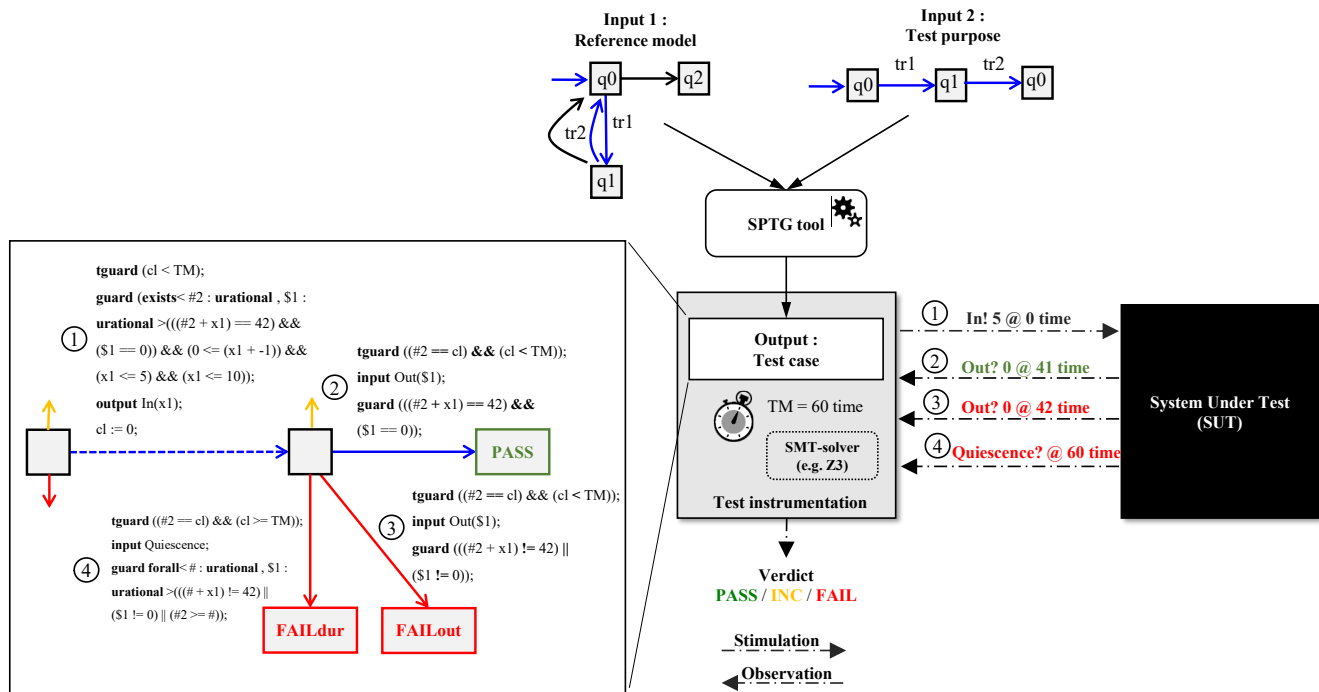 Input 1 :
Reference model
q0
q2
tr2
tr1
q1
Input 2 :
Test purpose
tr1
tr2
q0
q1
q0
SPTG tool
tguard (cl < TM);
guard (exists< #2 : urational , $1 :
urational >(((#2 + x1) == 42) &&
($1 == 0)) && (0 <= (x1 + -1)) &&
(x1 <= 5) && (x1 <= 10));
output In(x1);
cl := 0;
1
tguard ((#2 == cl) && (cl < TM));
input Out($1);
guard (((#2 + x1) == 42) &&
($1 == 0));
2
PASS
tguard ((#2 == cl) && (cl < TM));
input Out($1);
guard (((#2 + x1) != 42) ||
($1 != 0));
3
tguard ((#2 == cl) && (cl >= TM));
input Quiescence;
guard forall< # : urational , $1 :
urational >(((# + x1) != 42) ||
($1 != 0) || (#2 >= #));
4
FAILdur
FAILout
Output :
Test case
TM = 60 time
SMT-solver
(e.g. Z3)
Test instrumentation
1
In! 5 @ 0 time
2
Out? 0 @ 41 time
3
Out? 0 @ 42 time
4
Quiescence? @ 60 time
System Under Test
(SUT)
Verdict
PASS / INC / FAIL
Stimulation
Observation